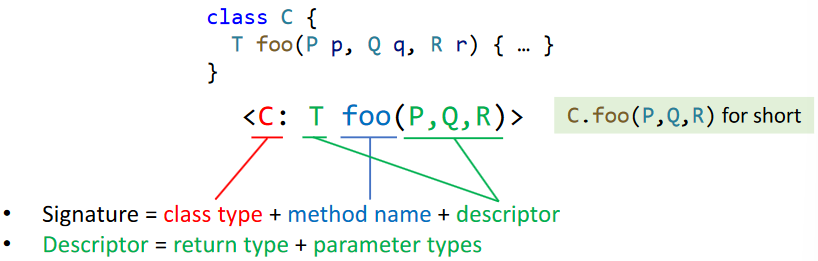 class C {
T foo(P p, Q q, R r) { … }
}
<C: T foo(P,Q,R)>
C.foo(P,Q,R) for short
• Signature = class type + method name + descriptor
• Descriptor = return type + parameter types